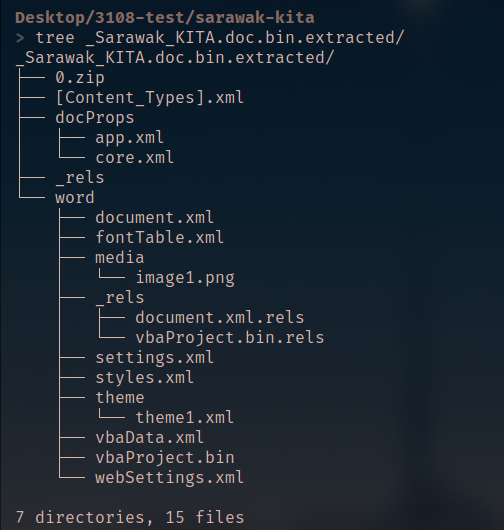 Desktop/3108-test/sarawak-kita
> tree _Sarawak_KITA.doc.bin.extracted/
_Sarawak_KITA.doc.bin.extracted/
├── 0.zip
├── [Content_Types].xml
├── docProps
│   ├── app.xml
│   └── core.xml
├── _rels
└── word
    ├── document.xml
    ├── fontTable.xml
    ├── media
    │   └── image1.png
    ├── _rels
    │   ├── document.xml.rels
    │   └── vbaProject.bin.rels
    ├── settings.xml
    ├── styles.xml
    ├── theme
    │   └── theme1.xml
    ├── vbaData.xml
    ├── vbaProject.bin
    └── webSettings.xml

7 directories, 15 files